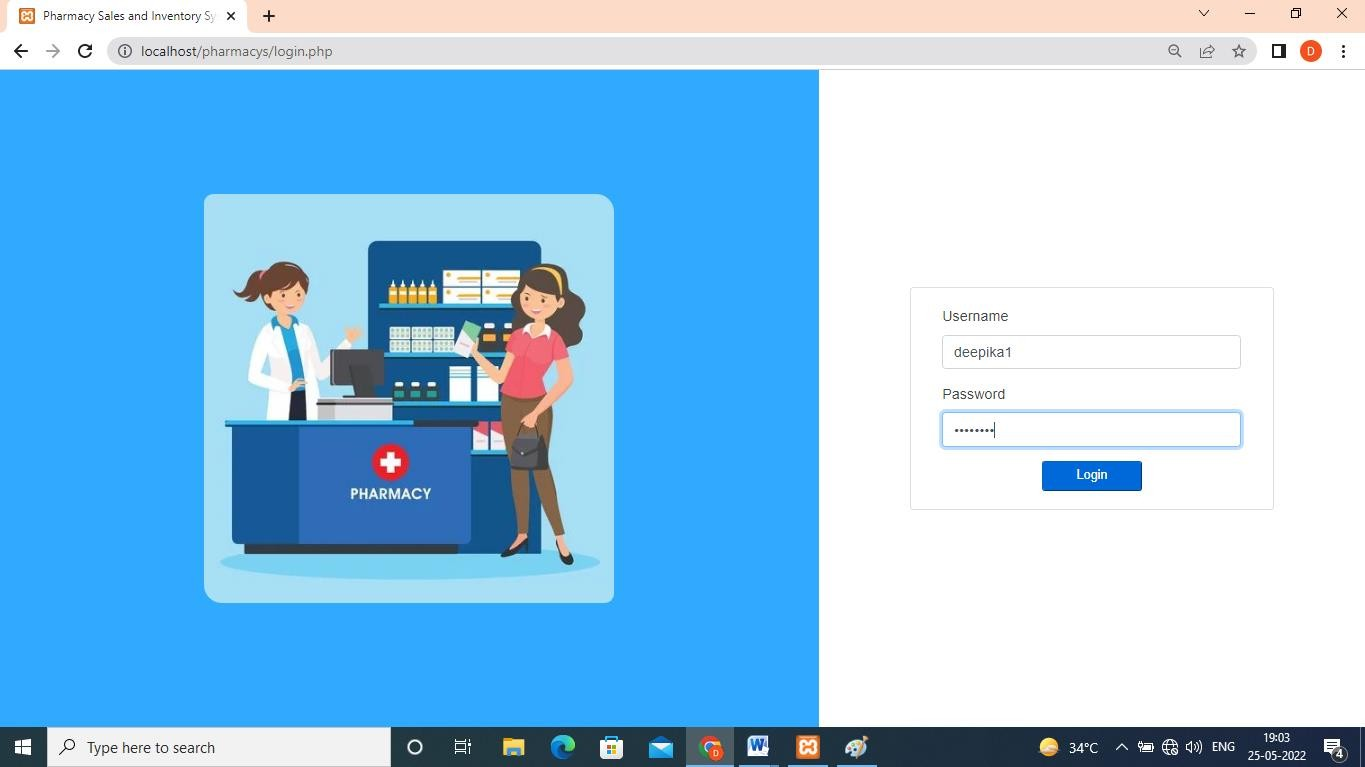 Pharmacy Sales and Inventory Sy
localhost/pharmacys/login.php
D
PHARMACY
Username
deepika1
Password
••••••••
Login
Type here to search
D
W
34°C
ENG
19:03
25-05-2022
4